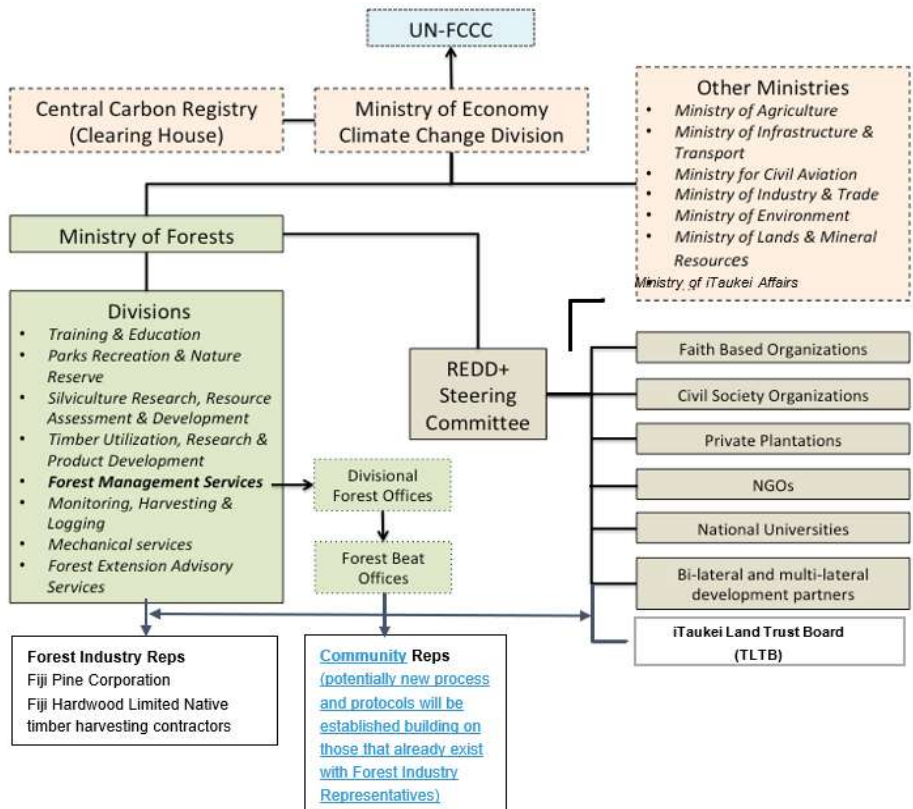 UN-FCCC
Central Carbon Registry
(Clearing House)
Ministry of Economy
Climate Change Division
Other Ministries
• Ministry of Agriculture
• Ministry of Infrastructure &
Transport
• Ministry for Civil Aviation
• Ministry of Industry & Trade
• Ministry of Environment
• Ministry of Lands & Mineral
Resources
• Ministry of iTaukei Affairs
Ministry of Forests
Divisions
• Training & Education
• Parks Recreation & Nature
Reserve
• Silviculture Research, Resource
Assessment & Development
• Timber Utilization, Research &
Product Development
• Forest Management Services
• Monitoring, Harvesting &
Logging
• Mechanical services
• Forest Extension Advisory
Services
Divisional
Forest Offices
Forest Beat
Offices
REDD+
Steering
Committee
Faith Based Organizations
Civil Society Organizations
Private Plantations
NGOs
National Universities
Bi-lateral and multi-lateral
development partners
iTaukei Land Trust Board
(TLTB)
Forest Industry Reps
Fiji Pine Corporation
Fiji Hardwood Limited Native
timber harvesting contractors
Community Reps
(potentially new process
and protocols will be
established building on
those that already exist
with Forest Industry
Representatives)